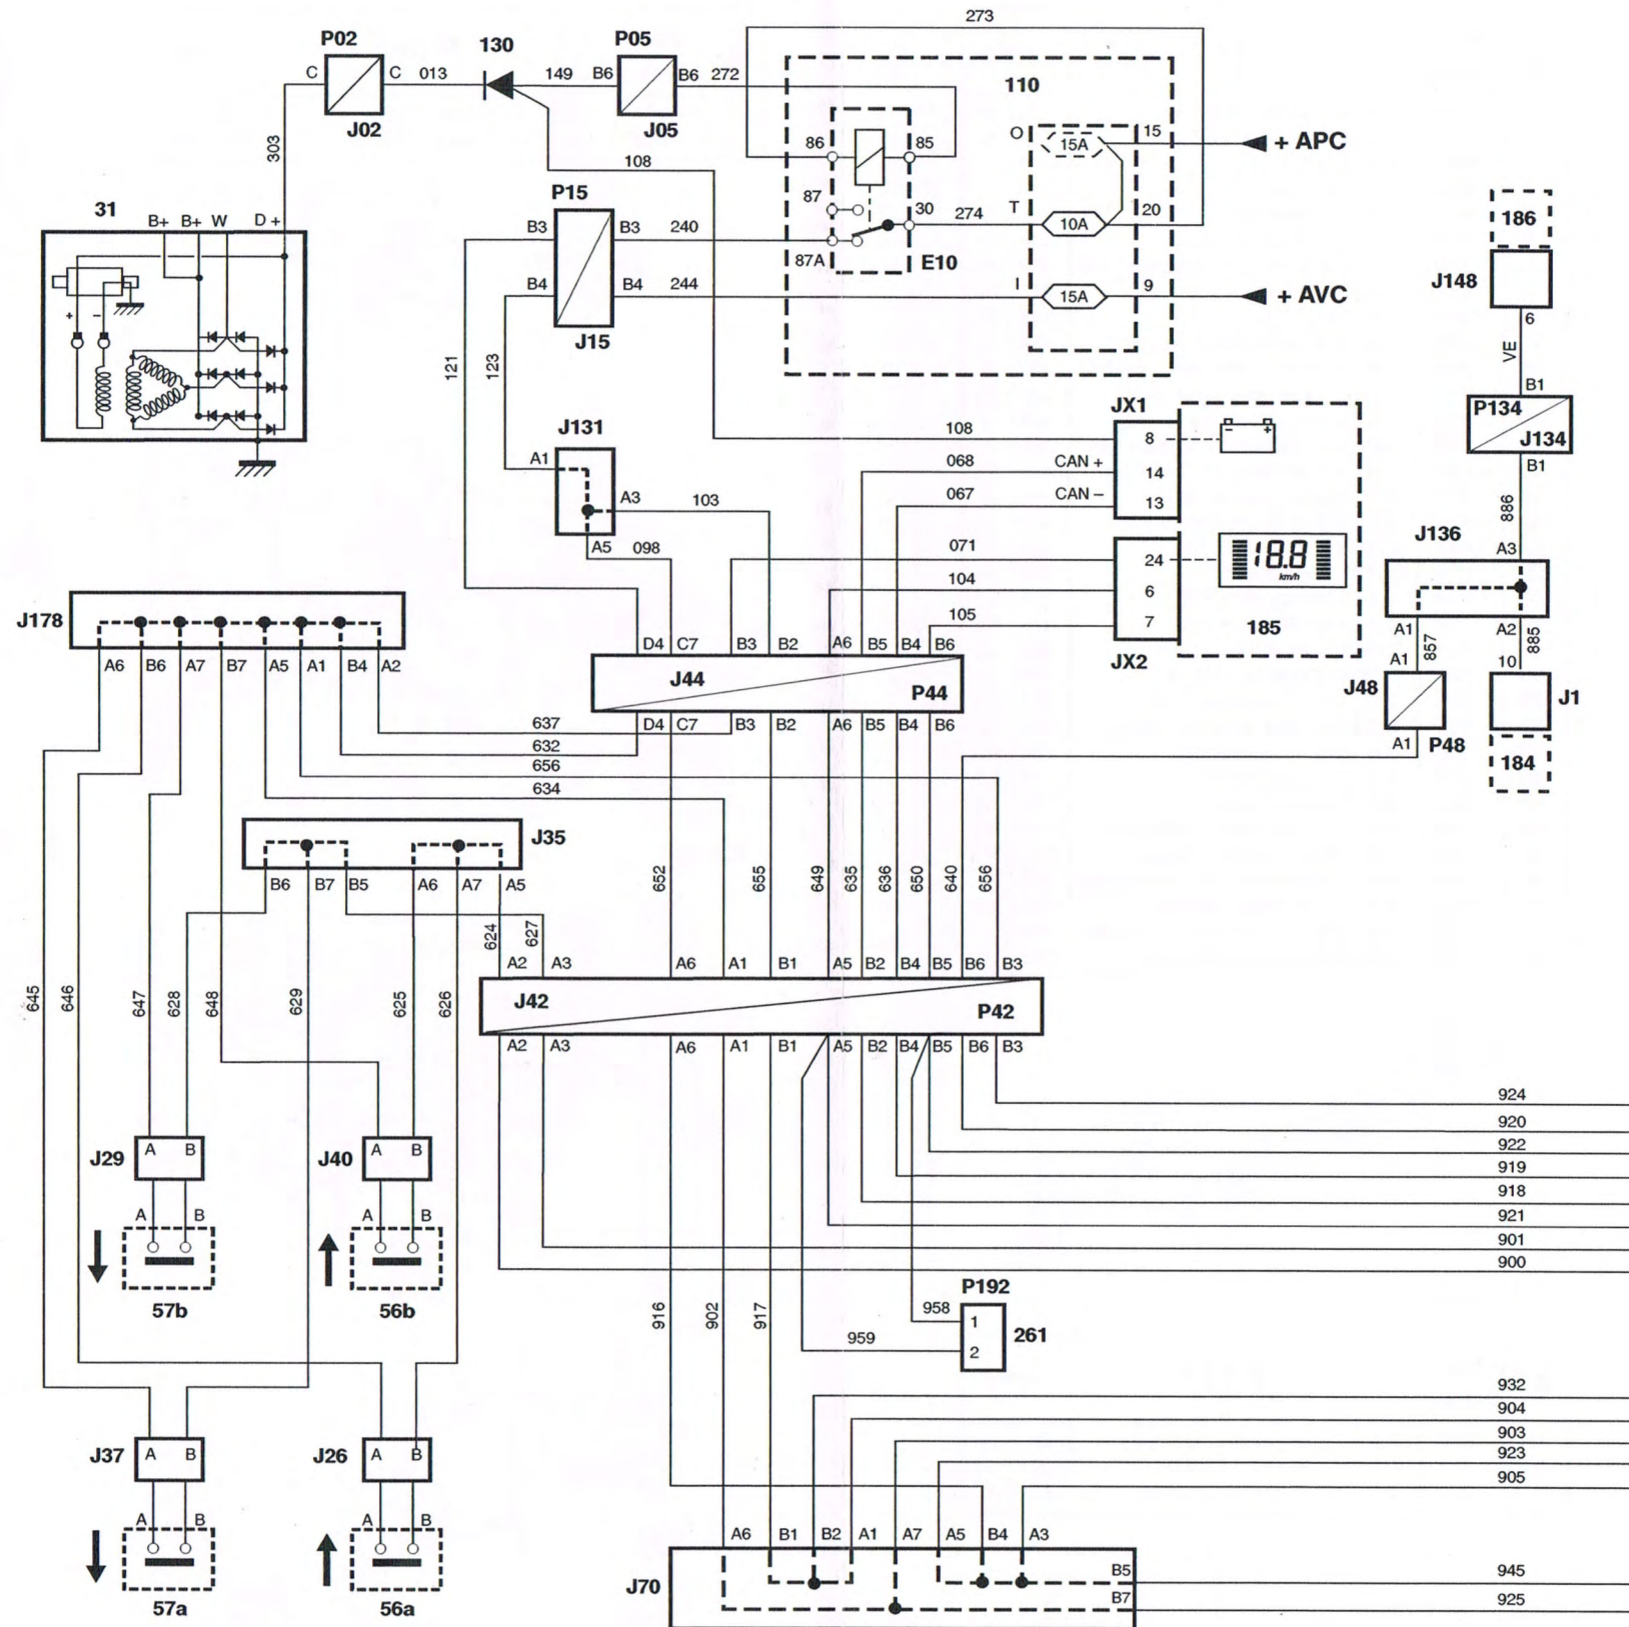 273
P02
130
P05
C
C
013
149
B6
B6
272
110
J02
J05
303
108
86
85
O
15A
15
+ APC
31
B+
B+
W
D +
P15
87
30
274
T
10A
20
B3
B3
240
87A
E10
B4
B4
244
I
15A
9
+ AVC
186
J148
6
+
–
J15
121
123
VE
B1
P134
J134
B1
JX1
J131
108
8
–
+
A1
068
CAN +
14
A3
103
067
CAN –
13
886
J136
A3
A5
098
071
24
18.8
km/h
104
6
105
7
185
JX2
J178
A6
B6
A7
B7
A5
A1
B4
A2
D4
C7
B3
B2
A6
B5
B4
B6
J44
P44
D4
C7
B3
B2
A6
B5
B4
B6
A1
857
A2
885
A1
10
J48
J1
A1
P48
184
637
632
656
634
J35
B6
B7
B5
A6
A7
A5
652
655
649
635
636
650
640
656
624
627
A2
A3
A6
A1
B1
A5
B2
B4
B5
B6
B3
J42
P42
A2
A3
A6
A1
B1
A5
B2
B4
B5
B6
B3
645
646
647
628
648
629
625
626
924
920
922
919
918
921
901
900
J29
A
B
J40
A
B
A
B
A
B
57b
56b
916
902
917
P192
958
1
261
959
2
932
904
903
923
905
J37
A
B
J26
A
B
A
B
A
B
57a
56a
A6
B1
B2
A1
A7
A5
B4
A3
J70
B5
945
B7
925